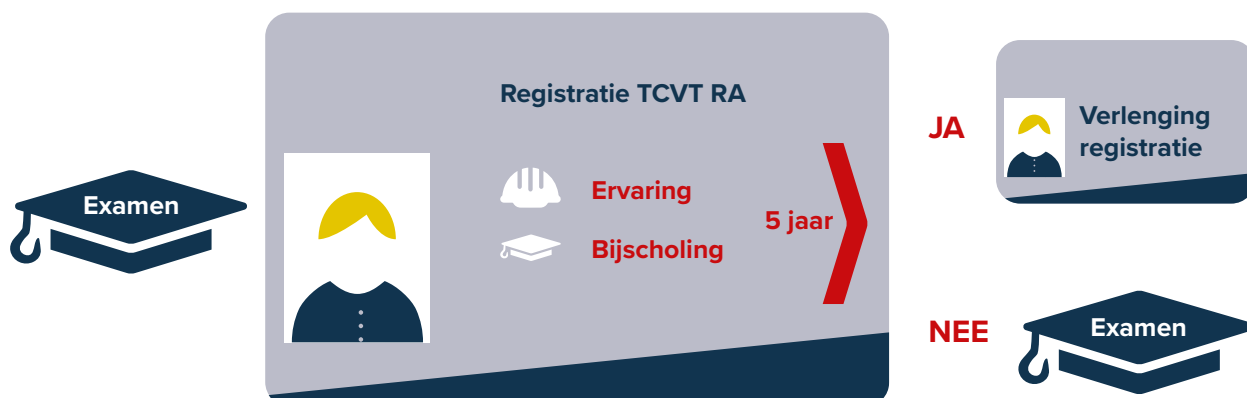 Examen
Registratie TCVT RA
Ervaring
Bijscholing
5 jaar
JA
Verlenging
registratie
NEE
Examen